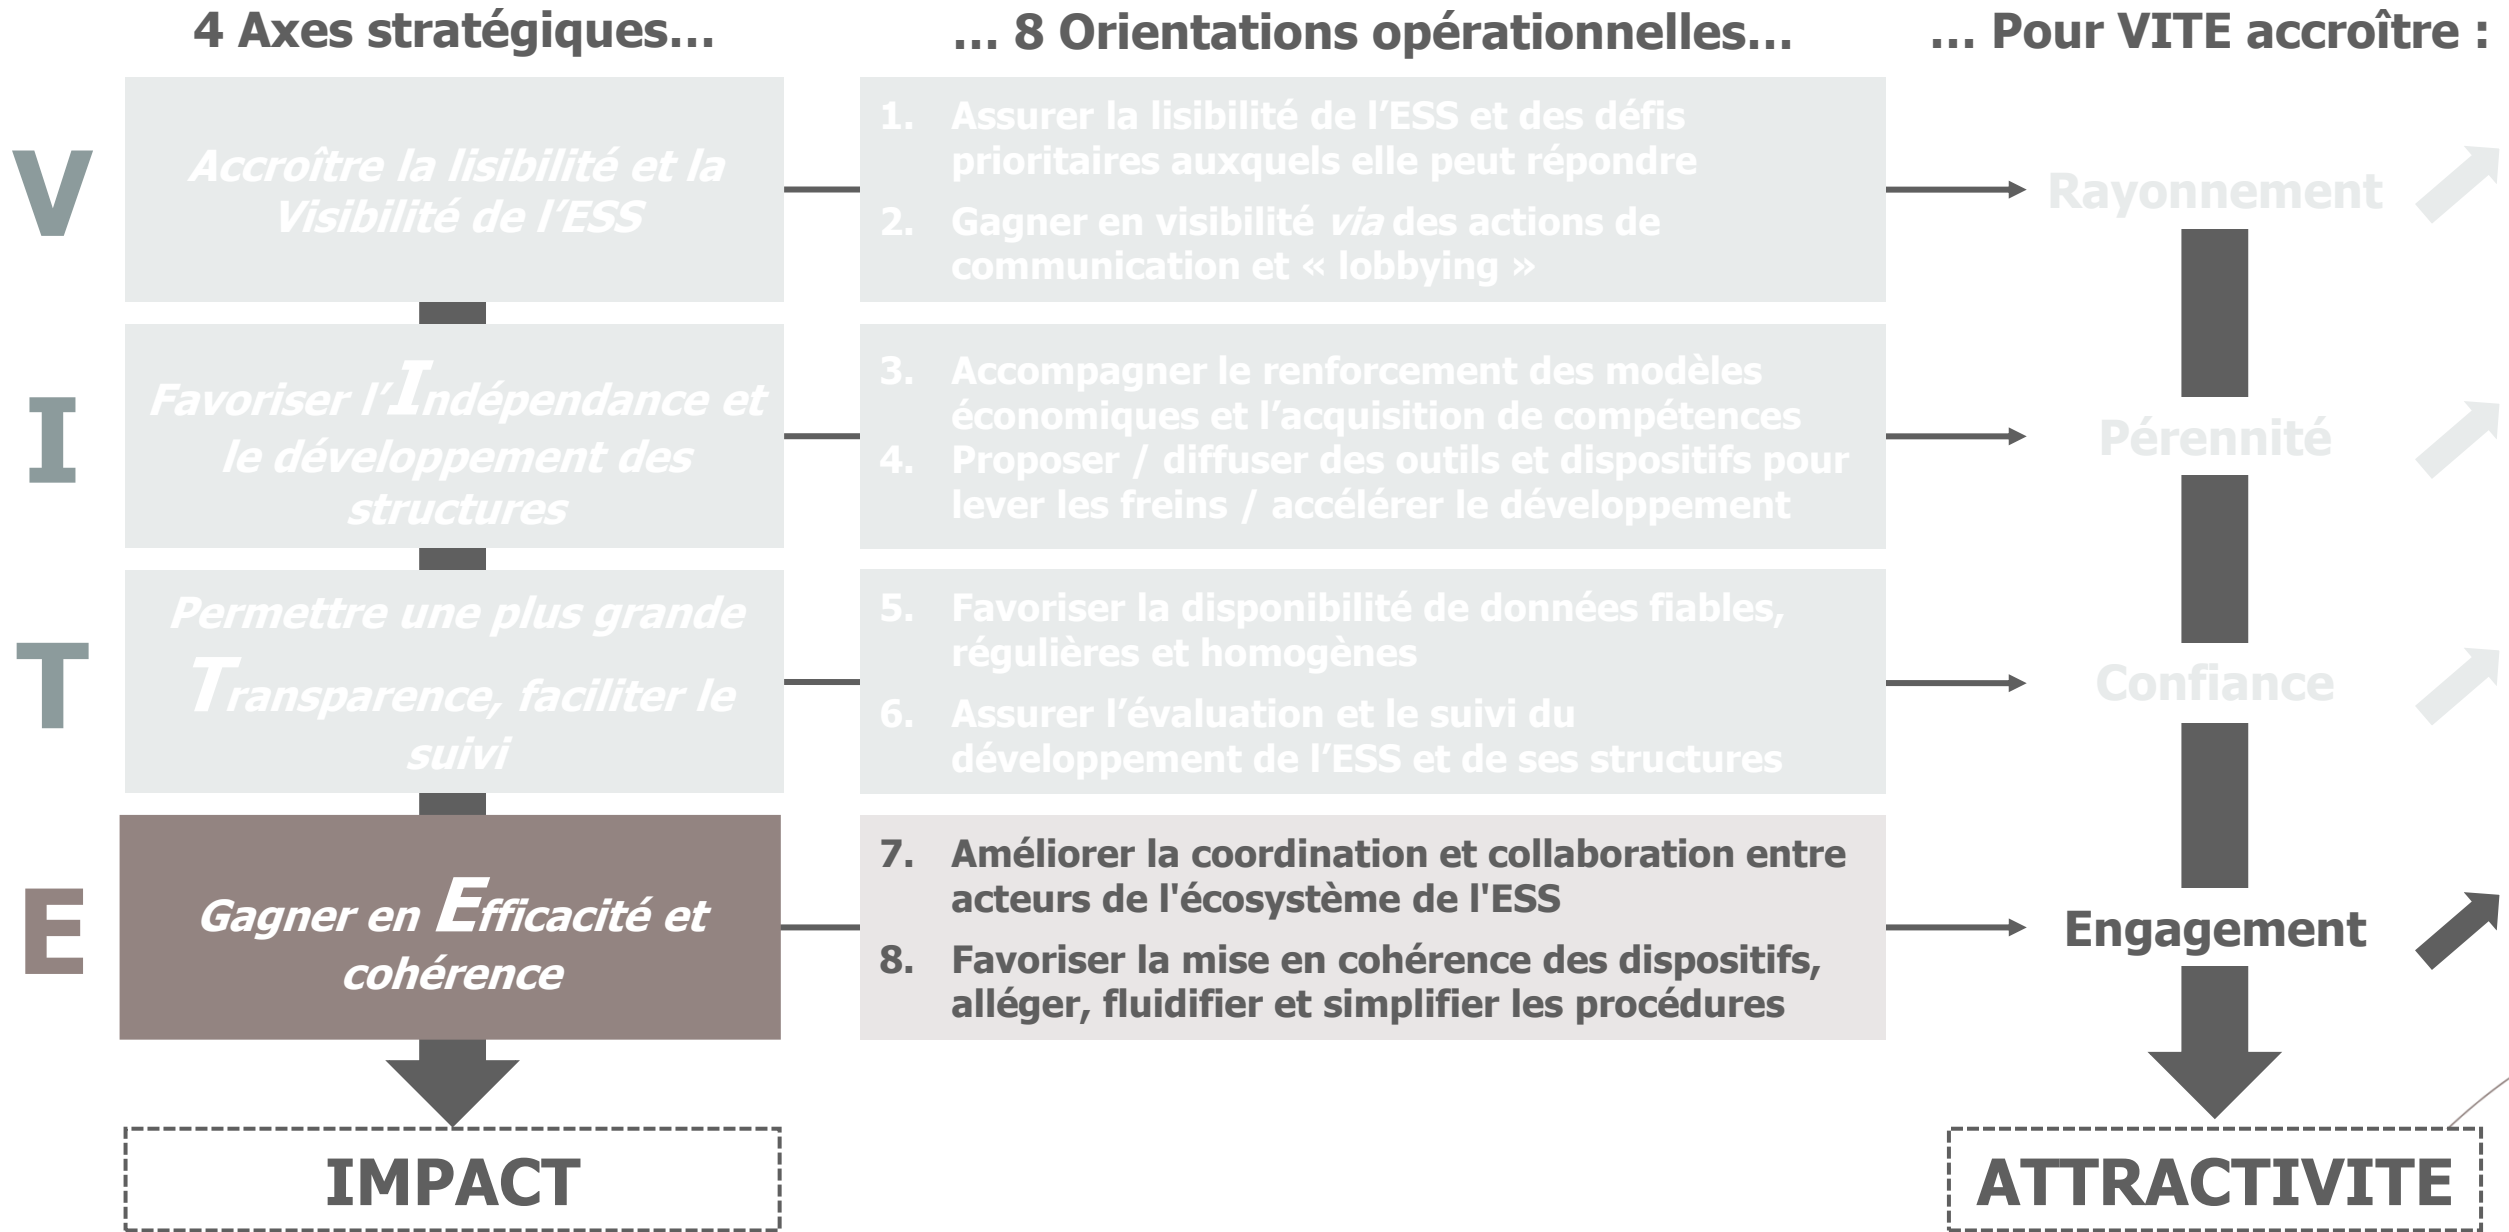 4 Axes stratégiques...
... 8 Orientations opérationnelles...
... Pour VITE accroître :
V
Accroître la lisibilité et la
Visibilité de l’ESS
1. Assurer la lisibilité de l’ESS et des défis
prioritaires auxquels elle peut répondre
2. Gagner en visibilité via des actions de
communication et « lobbying »
Rayonnement
I
Favoriser l’Indépendance et
le développement des
structures
3. Accompagner le renforcement des modèles
économiques et l’acquisition de compétences
4. Proposer / diffuser des outils et dispositifs pour
lever les freins / accélérer le développement
Pérennité
T
Permettre une plus grande
Transparence, faciliter le
suivi
5. Favoriser la disponibilité de données fiables,
régulières et homogènes
6. Assurer l’évaluation et le suivi du
développement de l’ESS et de ses structures
Confiance
E
Gagner en Efficacité et
cohérence
7. Améliorer la coordination et collaboration entre
acteurs de l'écosystème de l'ESS
8. Favoriser la mise en cohérence des dispositifs,
alléger, fluidifier et simplifier les procédures
Engagement
IMPACT
ATTRACTIVITE